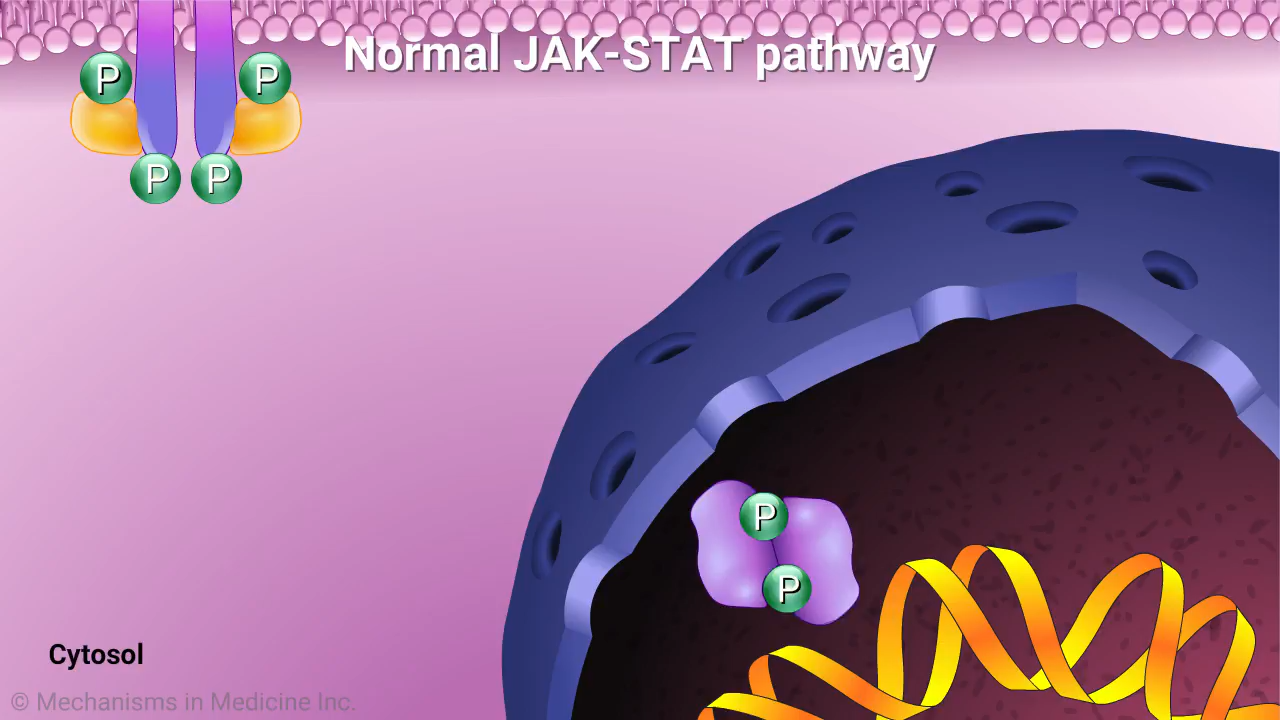 Normal JAK-STAT pathway
P P
P P
P
P
Cytosol
© Mechanisms in Medicine Inc.